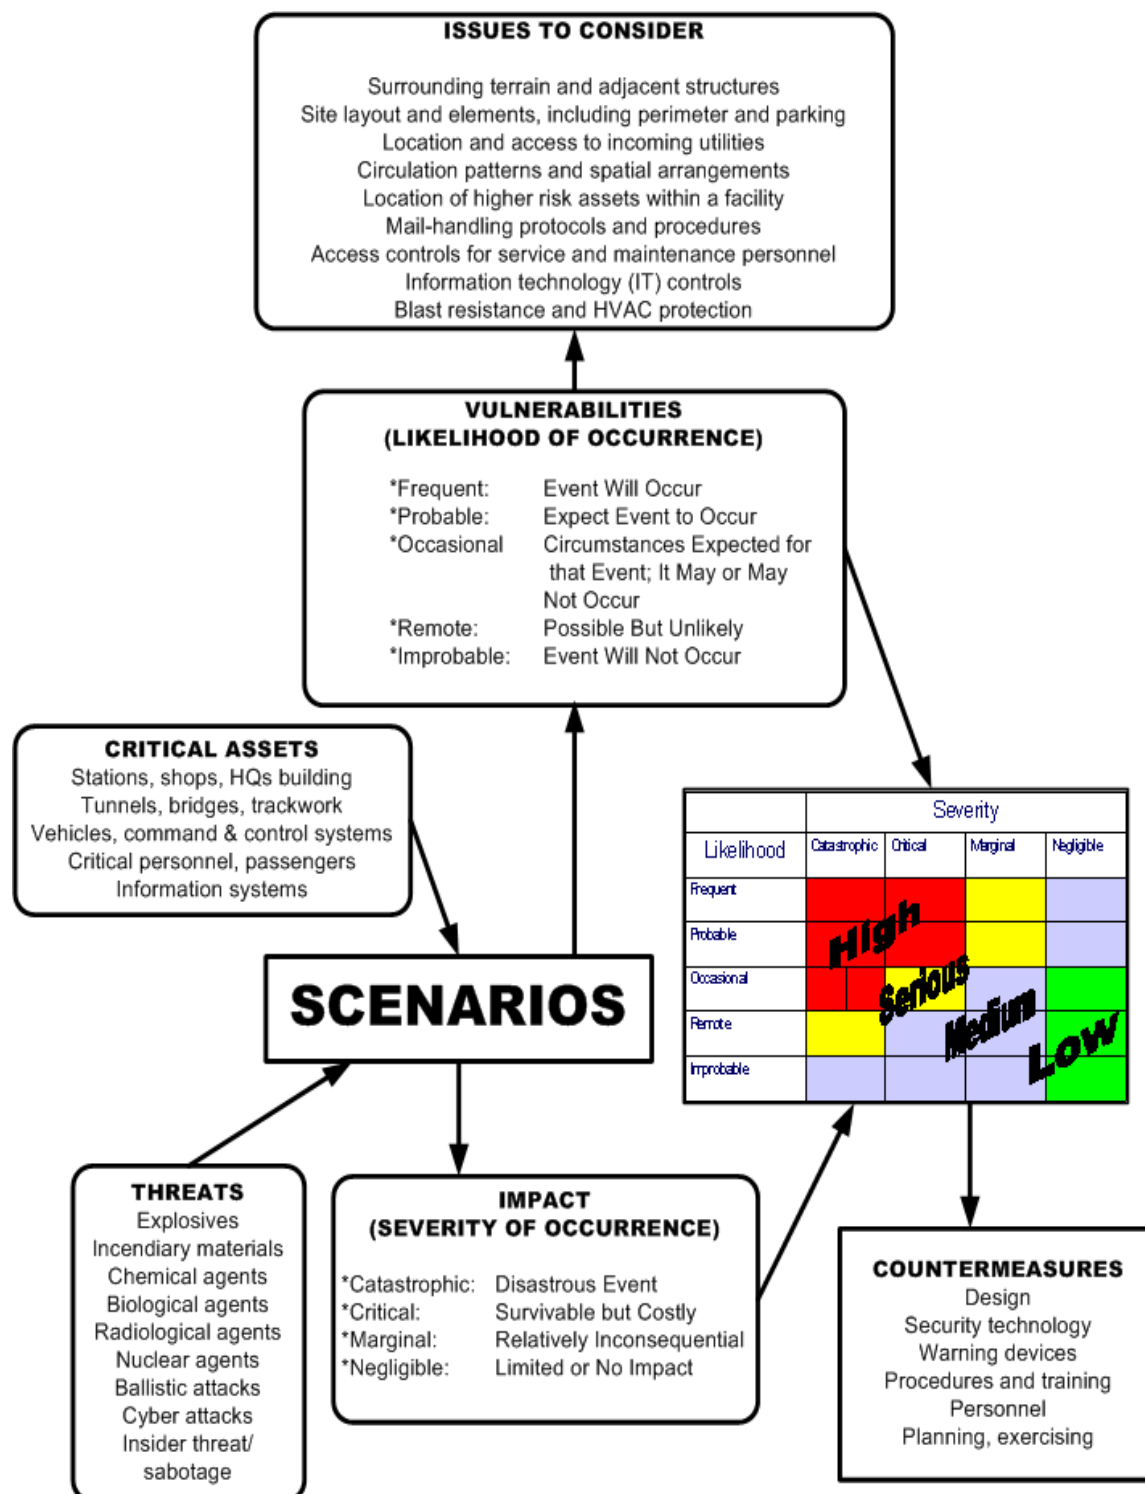 ISSUES TO CONSIDER
Surrounding terrain and adjacent structures
Site layout and elements, including perimeter and parking
Location and access to incoming utilities
Circulation patterns and spatial arrangements
Location of higher risk assets within a facility
Mail-handling protocols and procedures
Access controls for service and maintenance personnel
Information technology (IT) controls
Blast resistance and HVAC protection
VULNERABILITIES
(LIKELIHOOD OF OCCURRENCE)
*Frequent: Event Will Occur
*Probable: Expect Event to Occur
*Occasional Circumstances Expected for
that Event; It May or May
Not Occur
*Remote: Possible But Unlikely
*Improbable: Event Will Not Occur
CRITICAL ASSETS
Stations, shops, HQs building
Tunnels, bridges, trackwork
Vehicles, command & control systems
Critical personnel, passengers
Information systems
SCENARIOS
Severity
Likelihood Catastrophic Critical Marginal Negligible
Frequent
Probable
Occasional
Remote
Improbable
High
Serious
Medium
Low
THREATS
Explosives
Incendiary materials
Chemical agents
Biological agents
Radiological agents
Nuclear agents
Ballistic attacks
Cyber attacks
Insider threat/
sabotage
IMPACT
(SEVERITY OF OCCURRENCE)
*Catastrophic: Disastrous Event
*Critical: Survivable but Costly
*Marginal: Relatively Inconsequential
*Negligible: Limited or No Impact
COUNTERMEASURES
Design
Security technology
Warning devices
Procedures and training
Personnel
Planning, exercising